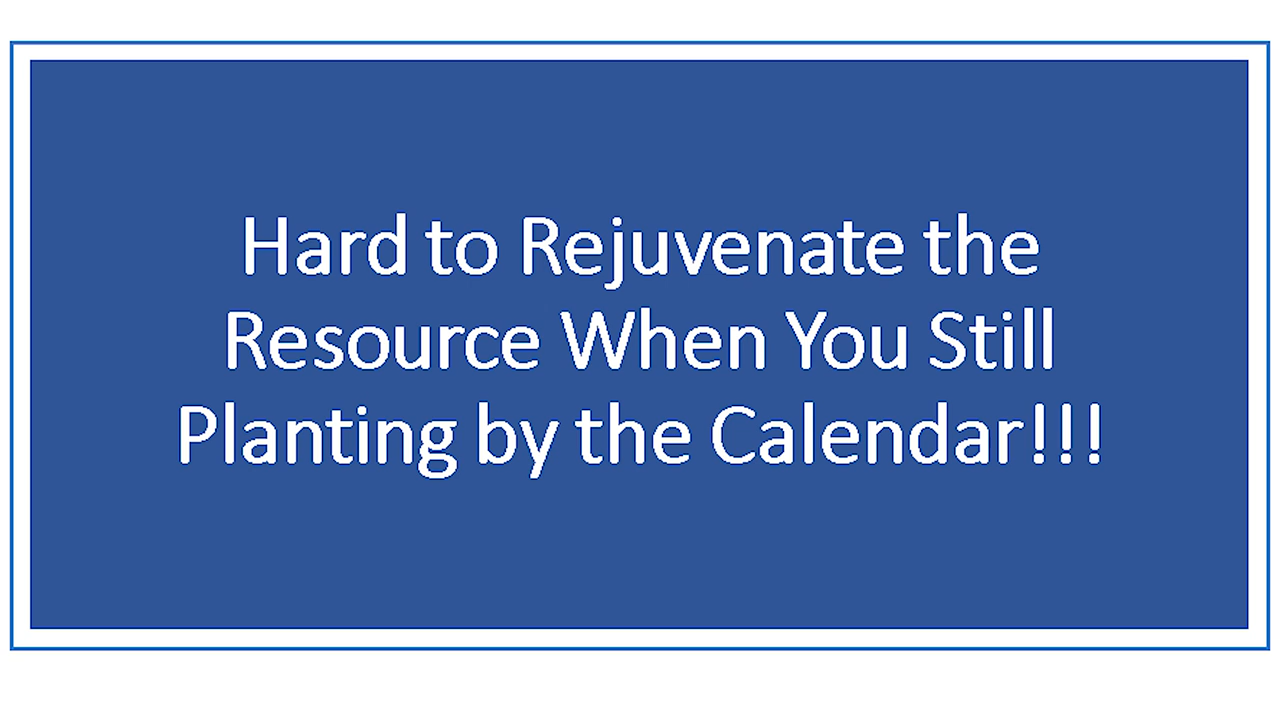 Hard to Rejuvenate the
Resource When You Still
Planting by the Calendar!!!